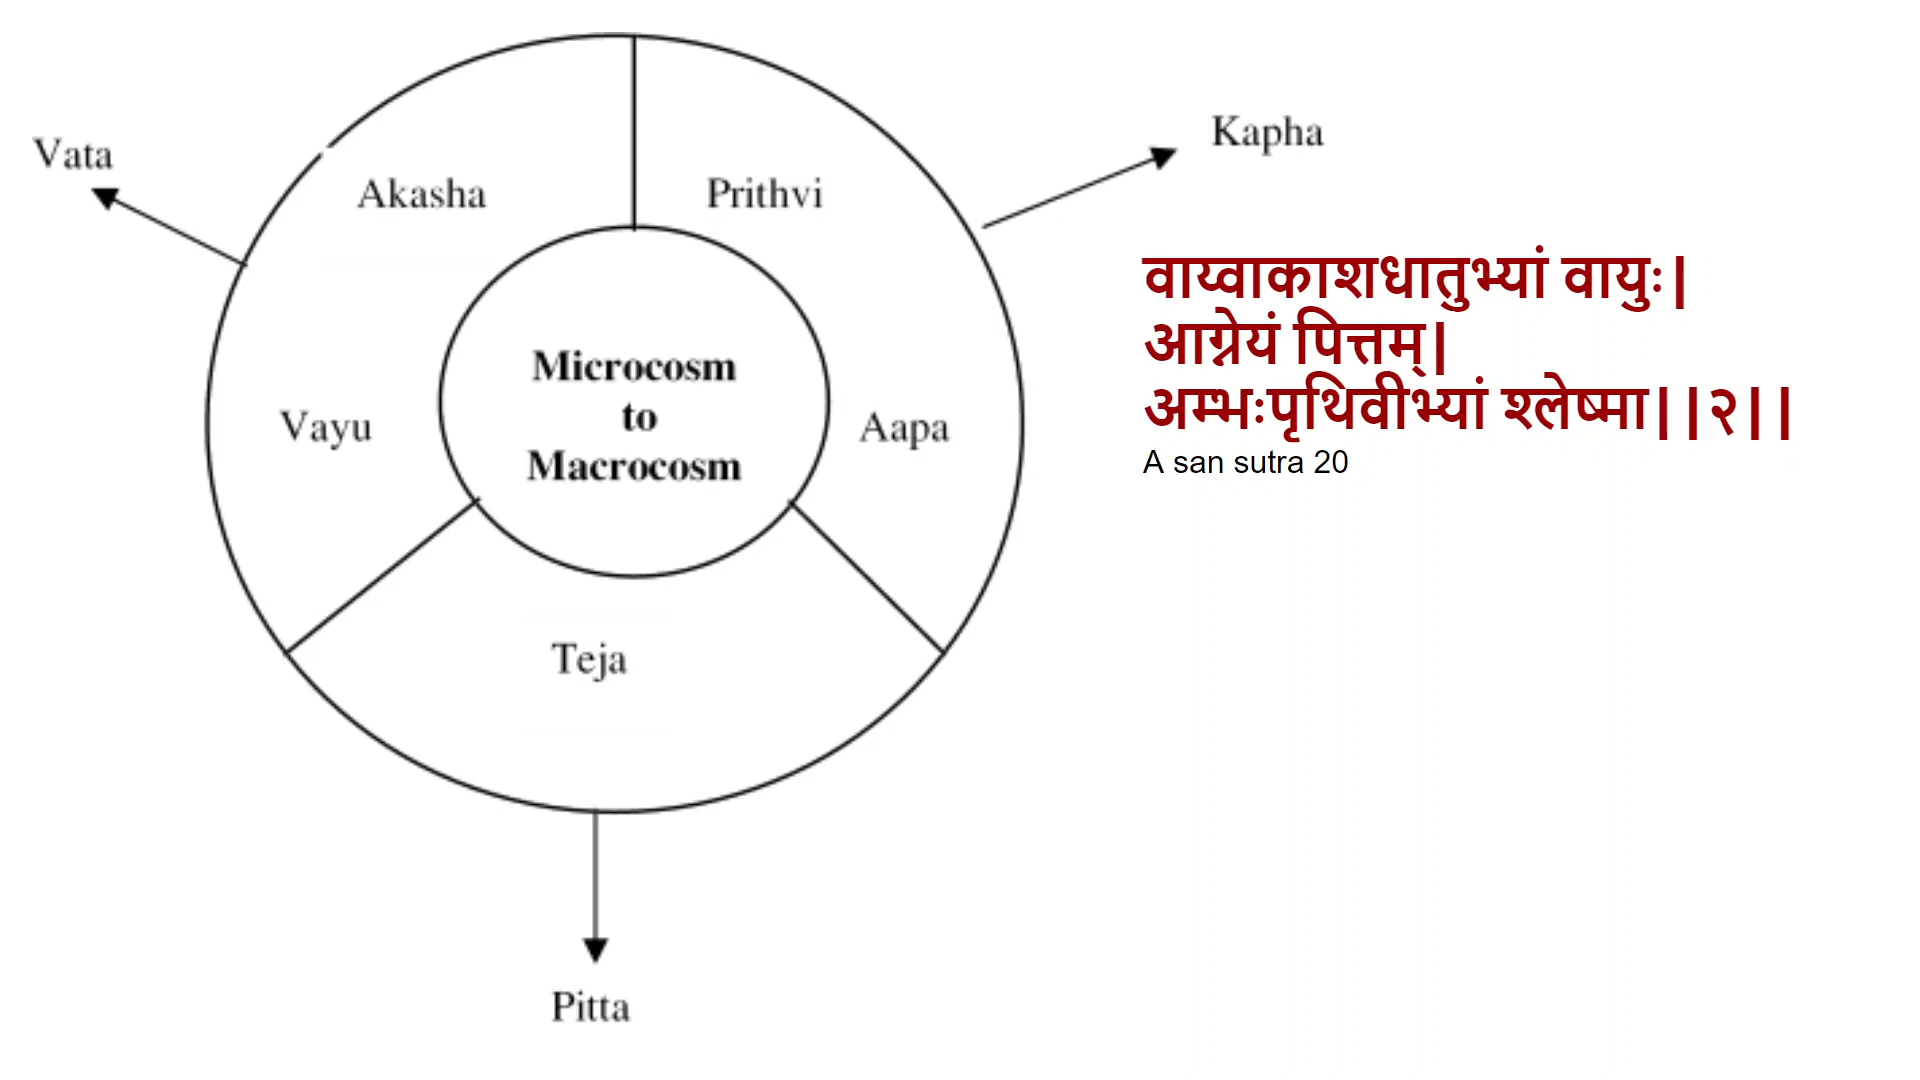 Vata
Kapha
Akasha
Prithvi
Vayu
Microcosm
to
Macrocosm
Aapa
Teja
Pitta
वाय्वाकाशधातुभ्यां वायुः|
आग्नेयं पित्तम्|
अम्भःपृथिवीभ्यां श्लेष्मा||२||
A san sutra 20